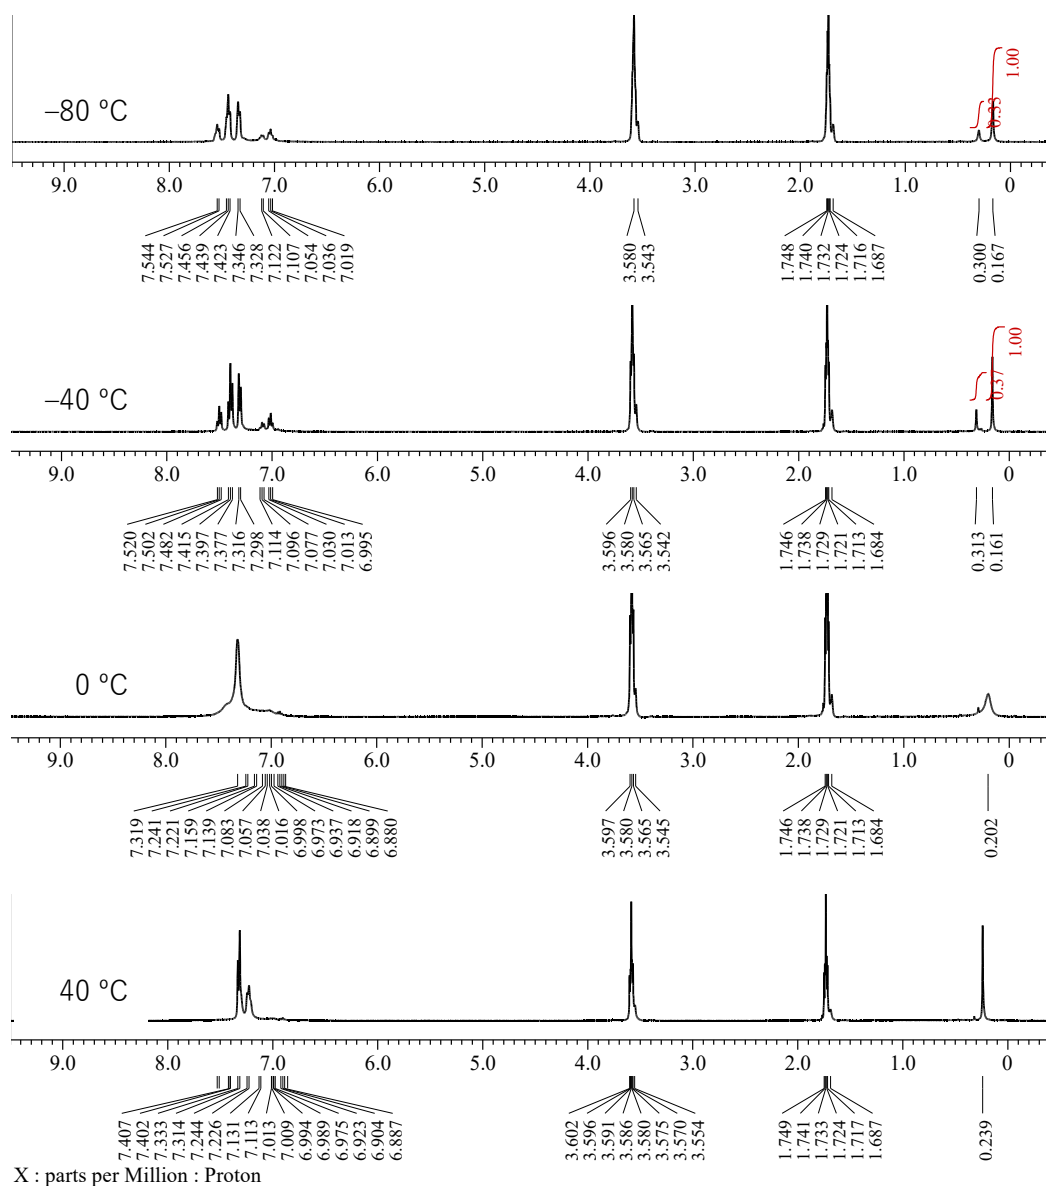 –80 ºC
0.33
1.00
9.0 8.0 7.0 6.0 5.0 4.0 3.0 2.0 1.0 0
7.544 7.527 7.456 7.439 7.423 7.346 7.328 7.122 7.107 7.054 7.036 7.019 3.580 3.543 1.748 1.740 1.732 1.724 1.716 1.687 0.300 0.167
–40 ºC
0.37
1.00
9.0 8.0 7.0 6.0 5.0 4.0 3.0 2.0 1.0 0
7.520 7.502 7.482 7.415 7.397 7.377 7.316 7.298 7.114 7.096 7.077 7.030 7.013 6.995 3.596 3.580 3.565 3.542 1.746 1.738 1.729 1.721 1.713 1.684 0.313 0.161
0 ºC
9.0 8.0 7.0 6.0 5.0 4.0 3.0 2.0 1.0 0
7.319 7.241 7.221 7.159 7.139 7.083 7.057 7.038 7.016 6.998 6.973 6.937 6.918 6.899 6.880 3.597 3.580 3.565 3.545 1.746 1.738 1.729 1.721 1.713 1.684 0.202
40 ºC
9.0 8.0 7.0 6.0 5.0 4.0 3.0 2.0 1.0 0
7.407 7.402 7.333 7.314 7.244 7.226 7.131 7.113 7.013 7.009 6.994 6.989 6.975 6.923 6.904 6.887 3.602 3.596 3.591 3.586 3.580 3.575 3.570 3.554 1.749 1.741 1.733 1.724 1.717 1.687 0.239
X : parts per Million : Proton